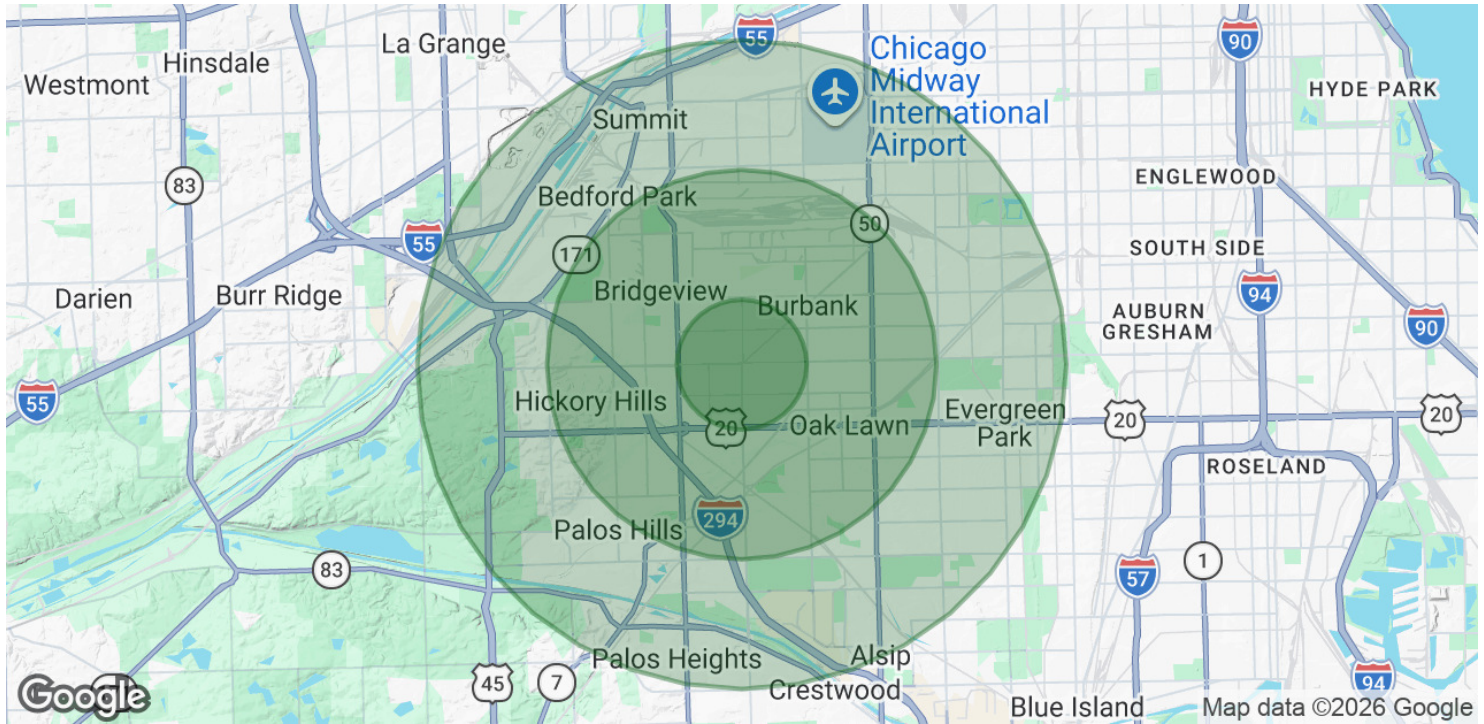 La Grange
Hinsdale
Westmont
55
90
Chicago
Midway
International
Airport
HYDE PARK
Summit
83
Bedford Park
ENGLEWOOD
50
55
171
SOUTH SIDE
Darien
Burr Ridge
Bridgeview
Burbank
94
AUBURN
GRESHAM
90
55
Hickory Hills
20
Oak Lawn
Evergreen
Park
20
20
ROSELAND
294
Palos Hills
83
57
1
Palos Heights
Alsip
Crestwood
45
7
94
Google
Blue Island
Map data ©2026 Google